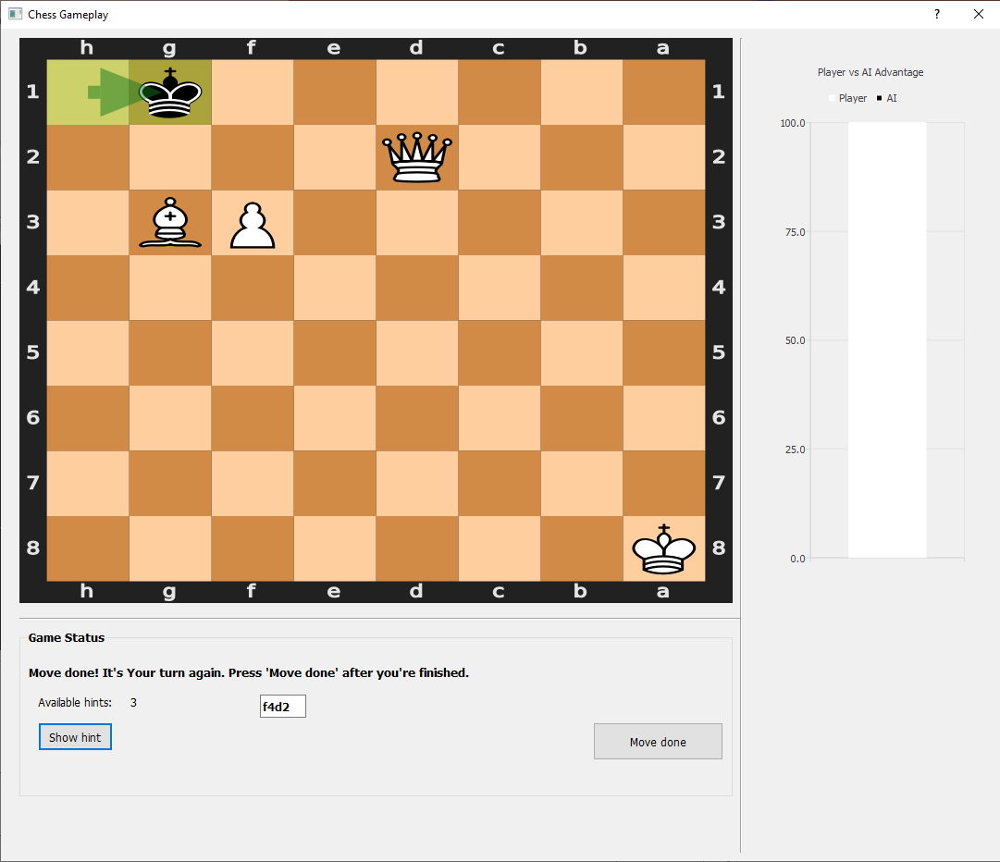 Chess Gameplay ?
h g f e d c b a
1 1
2 2
3 3
4 4
5 5
6 6
7 7
8 8
h g f e d c b a
Player vs AI Advantage
Player AI
100.0
75.0
50.0
25.0
0.0
Game Status
Move done! It's Your turn again. Press 'Move done' after you're finished.
Available hints: 3 f4d2
Show hint Move done